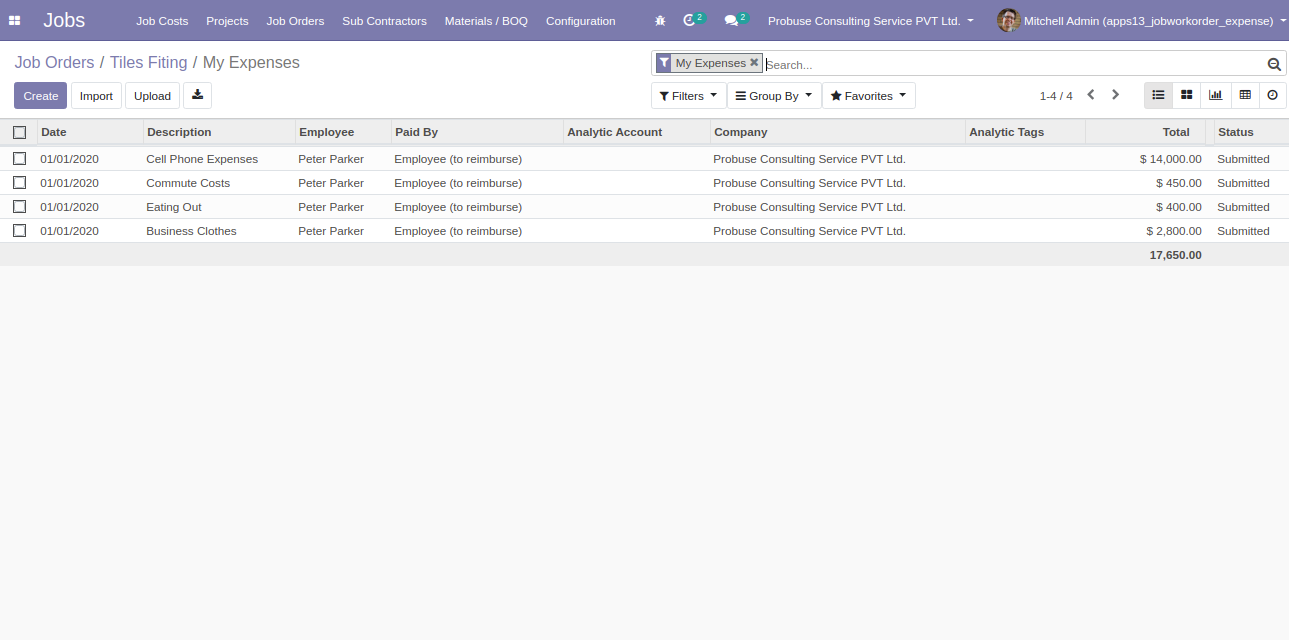 Jobs Job Costs Projects Job Orders Sub Contractors Materials / BOQ Configuration 2 2 Probuse Consulting Service PVT Ltd. Mitchell Admin (apps13_jobworkorder_expense)
Job Orders / Tiles Fiting / My Expenses My Expenses Search...
Create Import Upload Filters Group By Favorites 1-4 / 4
Date Description Employee Paid By Analytic Account Company Analytic Tags Total Status
01/01/2020 Cell Phone Expenses Peter Parker Employee (to reimburse) Probuse Consulting Service PVT Ltd. $ 14,000.00 Submitted
01/01/2020 Commute Costs Peter Parker Employee (to reimburse) Probuse Consulting Service PVT Ltd. $ 450.00 Submitted
01/01/2020 Eating Out Peter Parker Employee (to reimburse) Probuse Consulting Service PVT Ltd. $ 400.00 Submitted
01/01/2020 Business Clothes Peter Parker Employee (to reimburse) Probuse Consulting Service PVT Ltd. $ 2,800.00 Submitted
17,650.00